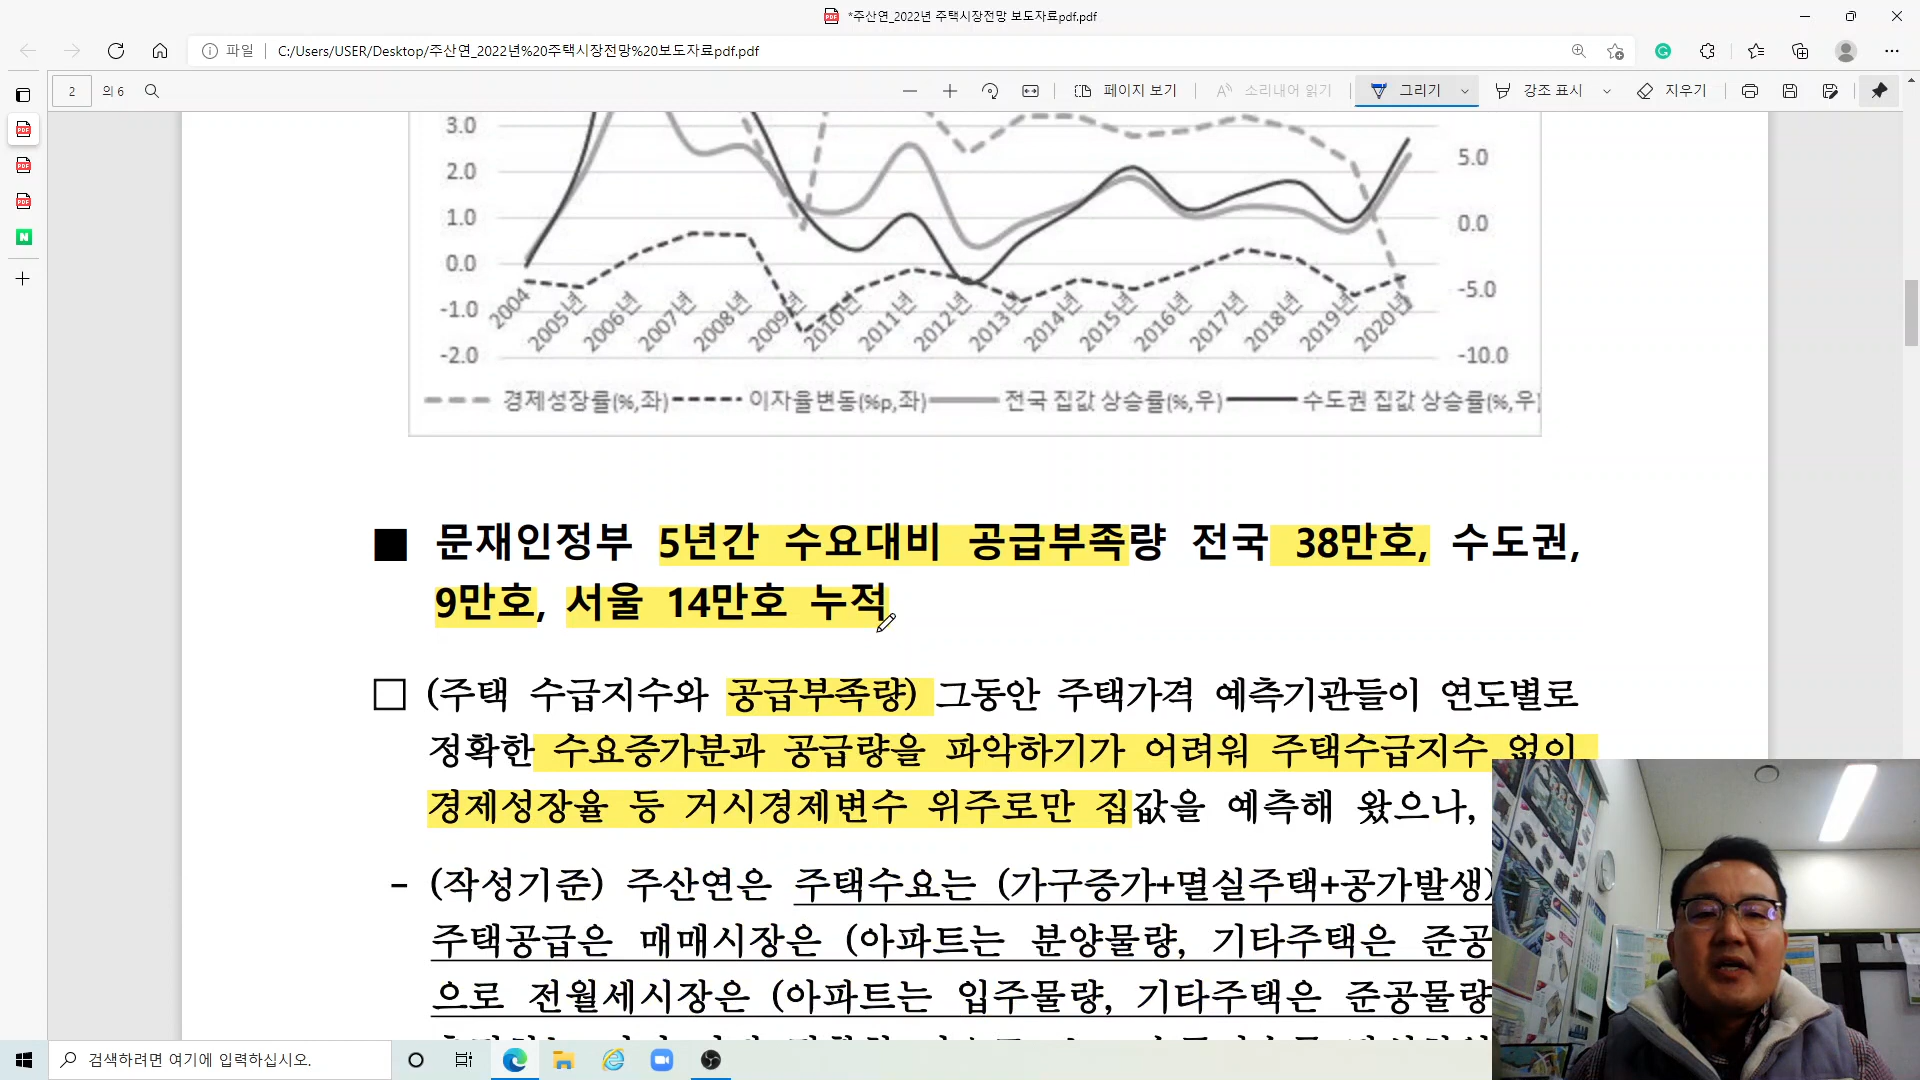 *주산연_2022년 주택시장전망 보도자료pdf.pdf
파일
C:/Users/USER/Desktop/주산연_2022년%20주택시장전망%20보도자료pdf.pdf
2 의 6
페이지 보기
소리내어 읽기
그리기
강조 표시
지우기
3.0
2.0
1.0
0.0
-1.0
-2.0
5.0
0.0
-5.0
-10.0
2004 2005년 2006년 2007년 2008년 2009년 2010년 2011년 2012년 2013년 2014년 2015년 2016년 2017년 2018년 2019년 2020년
경제성장률(%,좌) 이자율변동(%p,좌) 전국 집값 상승률(%,우) 수도권 집값 상승률(%,우)
■ 문재인정부 5년간 수요대비 공급부족량 전국 38만호, 수도권,
9만호, 서울 14만호 누적
□ (주택 수급지수와 공급부족량) 그동안 주택가격 예측기관들이 연도별로
정확한 수요증가분과 공급량을 파악하기가 어려워 주택수급지수 없이
경제성장율 등 거시경제변수 위주로만 집값을 예측해 왔으나,
- (작성기준) 주산연은 주택수요는 (가구증가+멸실주택+공가발생)
주택공급은 매매시장은 (아파트는 분양물량, 기타주택은 준공
으로 전월세시장은 (아파트는 입주물량, 기타주택은 준공물량
검색하려면 여기에 입력하십시오.